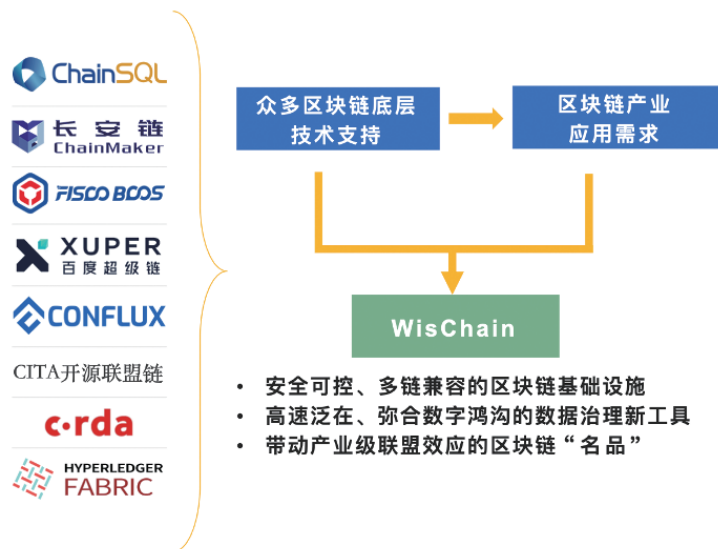 ChainSQL
长安链
ChainMaker
FISCO BCOS
XUPER
百度超级链
CONFLUX
CITA开源联盟链
c·rda
HYPERLEDGER
FABRIC
众多区块链底层
技术支持
区块链产业
应用需求
WisChain
• 安全可控、多链兼容的区块链基础设施
• 高速泛在、弥合数字鸿沟的数据治理新工具
• 带动产业级联盟效应的区块链“名品”